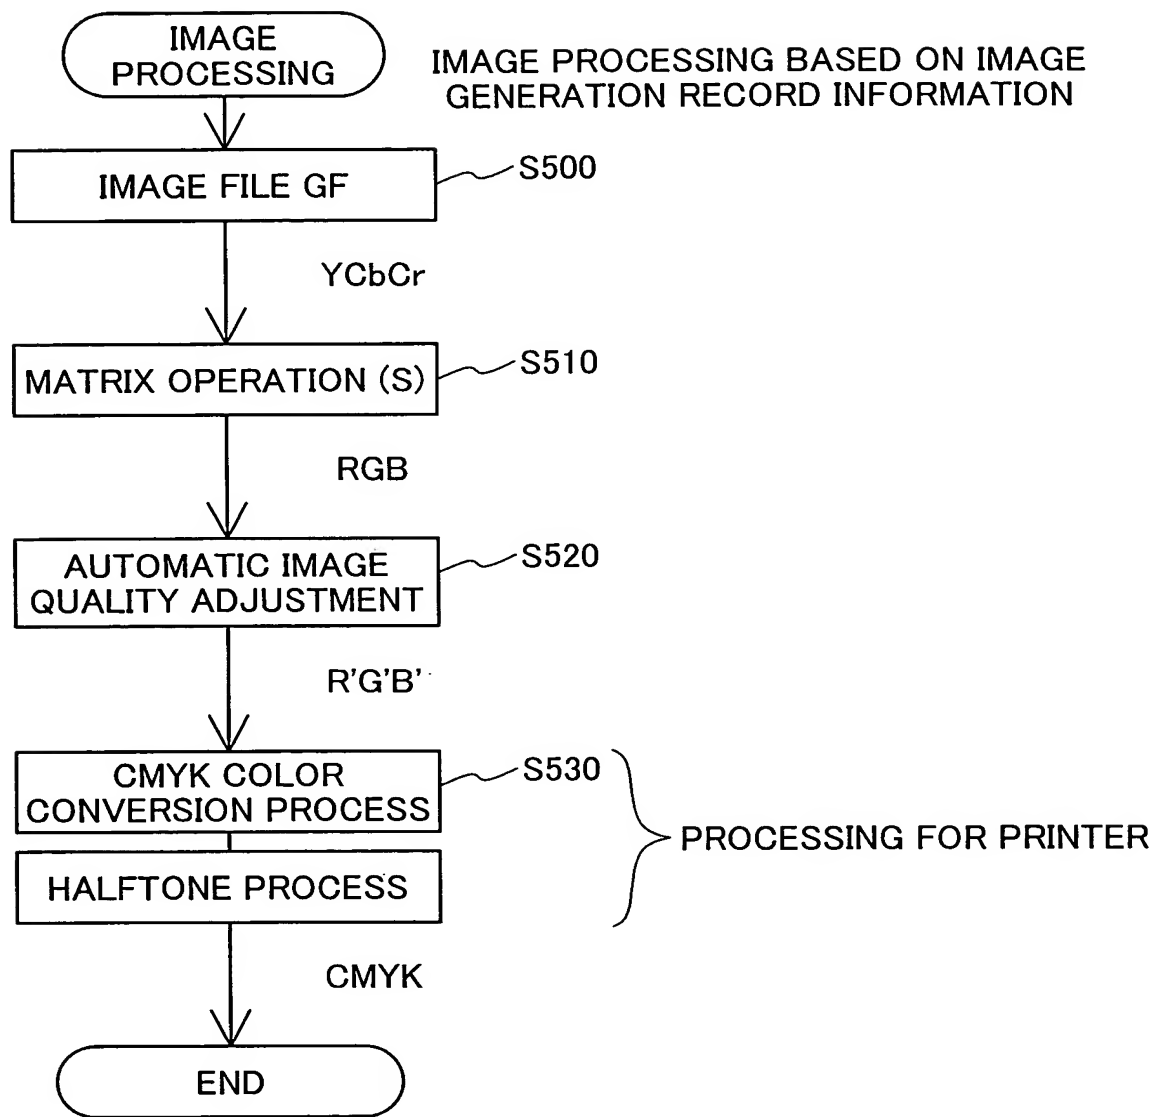 IMAGE
PROCESSING
IMAGE PROCESSING BASED ON IMAGE
GENERATION RECORD INFORMATION
IMAGE FILE GF
S500
YCbCr
MATRIX OPERATION (S)
S510
RGB
AUTOMATIC IMAGE
QUALITY ADJUSTMENT
S520
R'G'B'
CMYK COLOR
CONVERSION PROCESS
S530
PROCESSING FOR PRINTER
HALFTONE PROCESS
CMYK
END